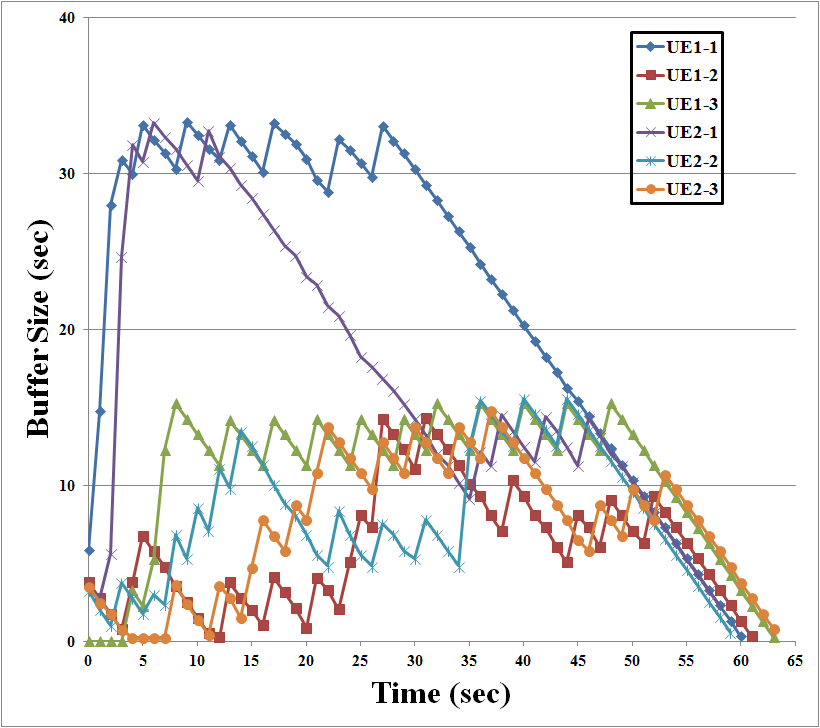 40
30
20
10
0
Buffer Size (sec)
UE1-1
UE1-2
UE1-3
UE2-1
UE2-2
UE2-3
0 5 10 15 20 25 30 35 40 45 50 55 60 65
Time (sec)